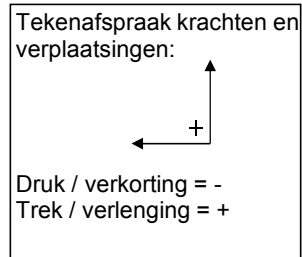 Tekenafspraak krachten en
verplaatsingen:
+
Druk / verkorting = -
Trek / verlenging = +